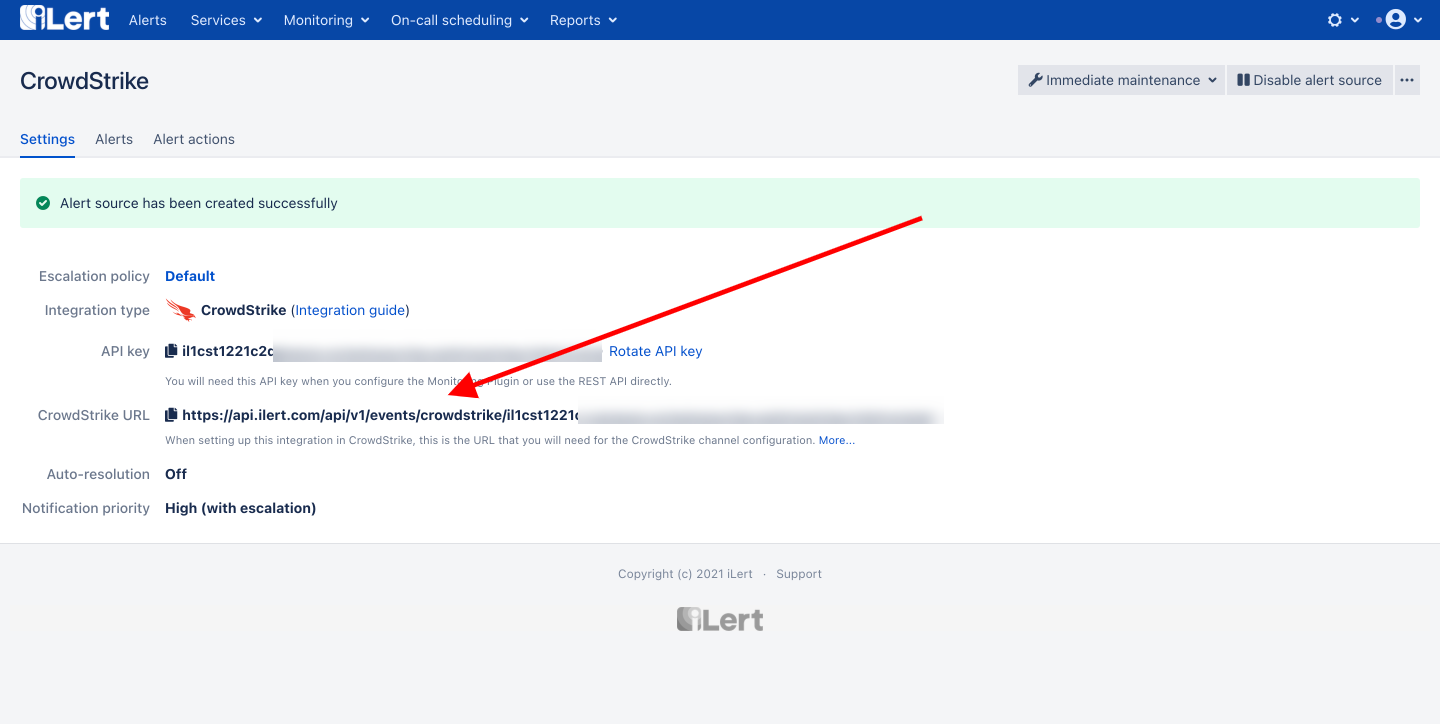 iLert Alerts Services Monitoring On-call scheduling Reports
CrowdStrike
Immediate maintenance Disable alert source
Settings Alerts Alert actions
Alert source has been created successfully
Escalation policy Default
Integration type CrowdStrike (Integration guide)
API key il1cst1221c2 Rotate API key
You will need this API key when you configure the Monitoring Plugin or use the REST API directly.
CrowdStrike URL https://api.ilert.com/api/v1/events/crowdstrike/il1cst1221
When setting up this integration in CrowdStrike, this is the URL that you will need for the CrowdStrike channel configuration. More...
Auto-resolution Off
Notification priority High (with escalation)
Copyright (c) 2021 iLert · Support
iLert